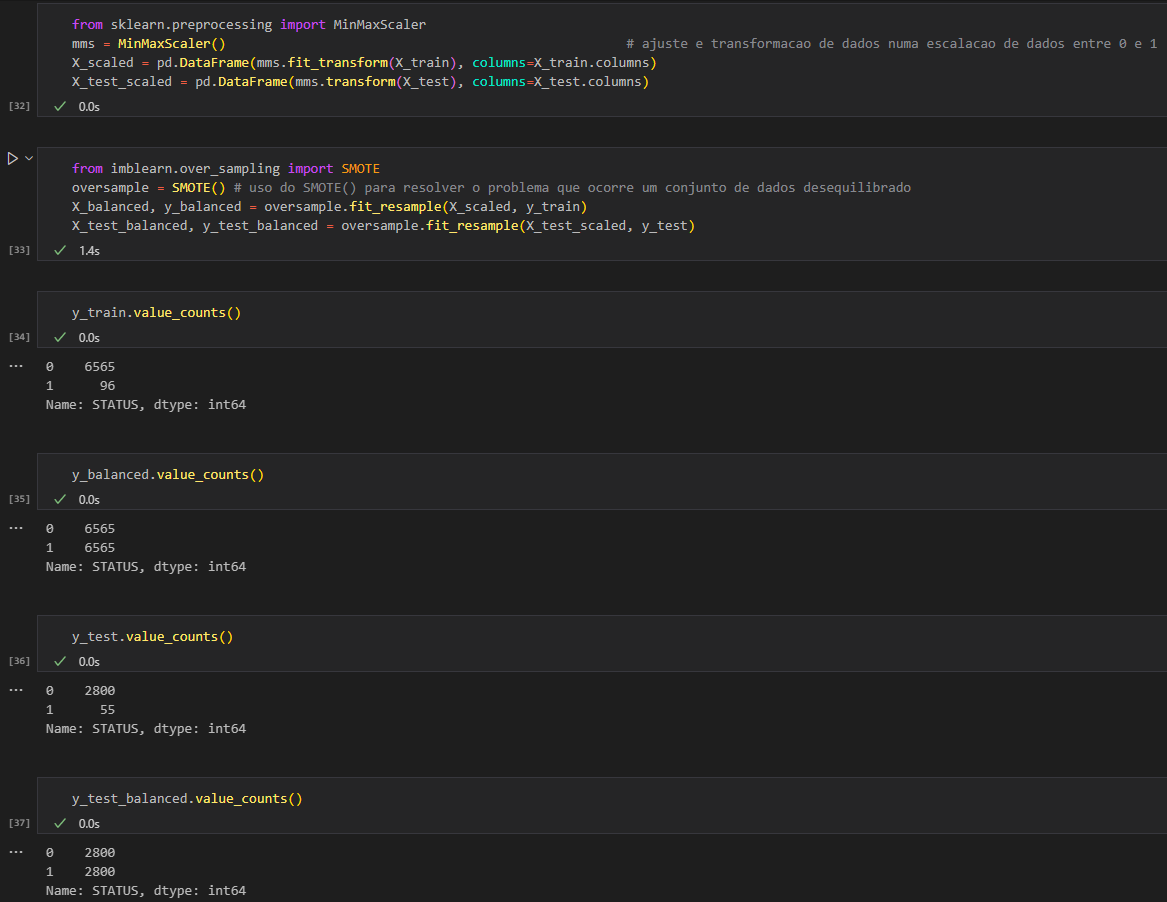 from sklearn.preprocessing import MinMaxScaler
mms = MinMaxScaler() # ajuste e transformacao de dados numa escalacao de dados entre 0 e 1
X_scaled = pd.DataFrame(mms.fit_transform(X_train), columns=X_train.columns)
X_test_scaled = pd.DataFrame(mms.transform(X_test), columns=X_test.columns)
[32] ✓ 0.0s
from imblearn.over_sampling import SMOTE
oversample = SMOTE() # uso do SMOTE() para resolver o problema que ocorre um conjunto de dados desequilibrado
X_balanced, y_balanced = oversample.fit_resample(X_scaled, y_train)
X_test_balanced, y_test_balanced = oversample.fit_resample(X_test_scaled, y_test)
[33] ✓ 1.4s
y_train.value_counts()
[34] ✓ 0.0s
... 0 6565
1 96
Name: STATUS, dtype: int64
y_balanced.value_counts()
[35] ✓ 0.0s
... 0 6565
1 6565
Name: STATUS, dtype: int64
y_test.value_counts()
[36] ✓ 0.0s
... 0 2800
1 55
Name: STATUS, dtype: int64
y_test_balanced.value_counts()
[37] ✓ 0.0s
... 0 2800
1 2800
Name: STATUS, dtype: int64